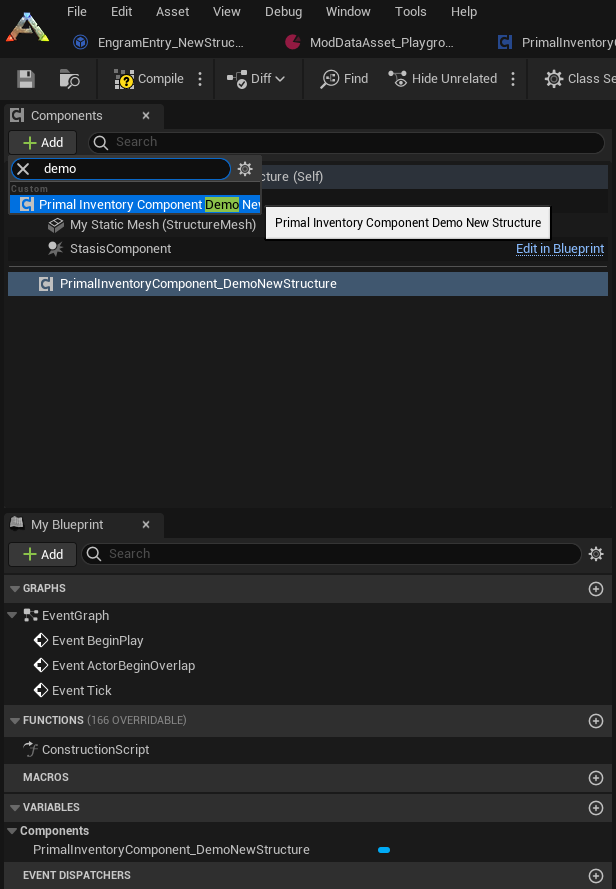 File Edit Asset View Debug Window Tools Help
EngramEntry_NewStruc... ModDataAsset_Playgro... PrimalInventory
Compile Diff Find Hide Unrelated Class Se
Components
Add Search
demo
cture (Self)
Custom
Primal Inventory Component Demo New
Primal Inventory Component Demo New Structure
My Static Mesh (StructureMesh)
StasisComponent Edit in Blueprint
PrimalInventoryComponent_DemoNewStructure
My Blueprint
Add Search
GRAPHS
EventGraph
Event BeginPlay
Event ActorBeginOverlap
Event Tick
FUNCTIONS (166 OVERRIDABLE)
ConstructionScript
MACROS
VARIABLES
Components
PrimalInventoryComponent_DemoNewStructure
EVENT DISPATCHERS